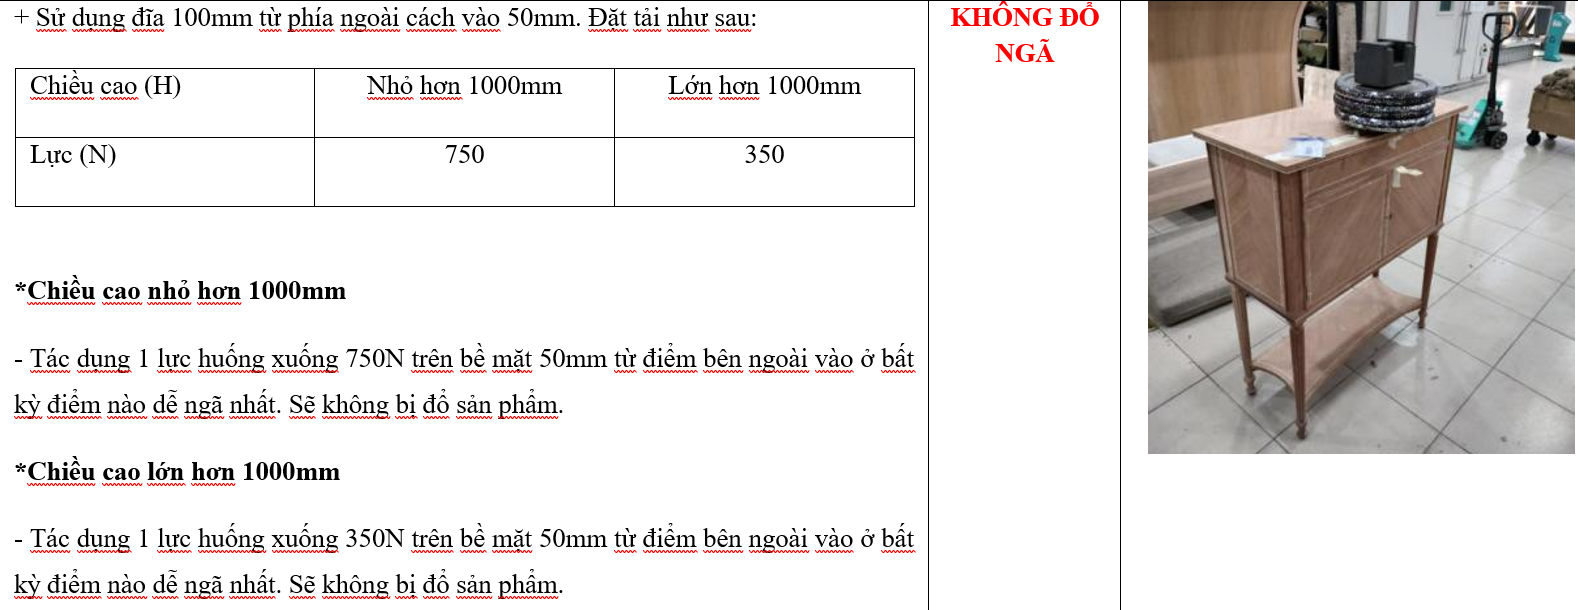 + Sử dụng đĩa 100mm từ phía ngoài cách vào 50mm. Đặt tải như sau:
Chiều cao (H) Nhỏ hơn 1000mm Lớn hơn 1000mm
Lực (N) 750 350
*Chiều cao nhỏ hơn 1000mm
- Tác dụng 1 lực huống xuống 750N trên bề mặt 50mm từ điểm bên ngoài vào ở bất
kỳ điểm nào dễ ngã nhất. Sẽ không bị đổ sản phẩm.
*Chiều cao lớn hơn 1000mm
- Tác dụng 1 lực huống xuống 350N trên bề mặt 50mm từ điểm bên ngoài vào ở bất
kỳ điểm nào dễ ngã nhất. Sẽ không bị đổ sản phẩm.
KHÔNG ĐỔ
NGÃ